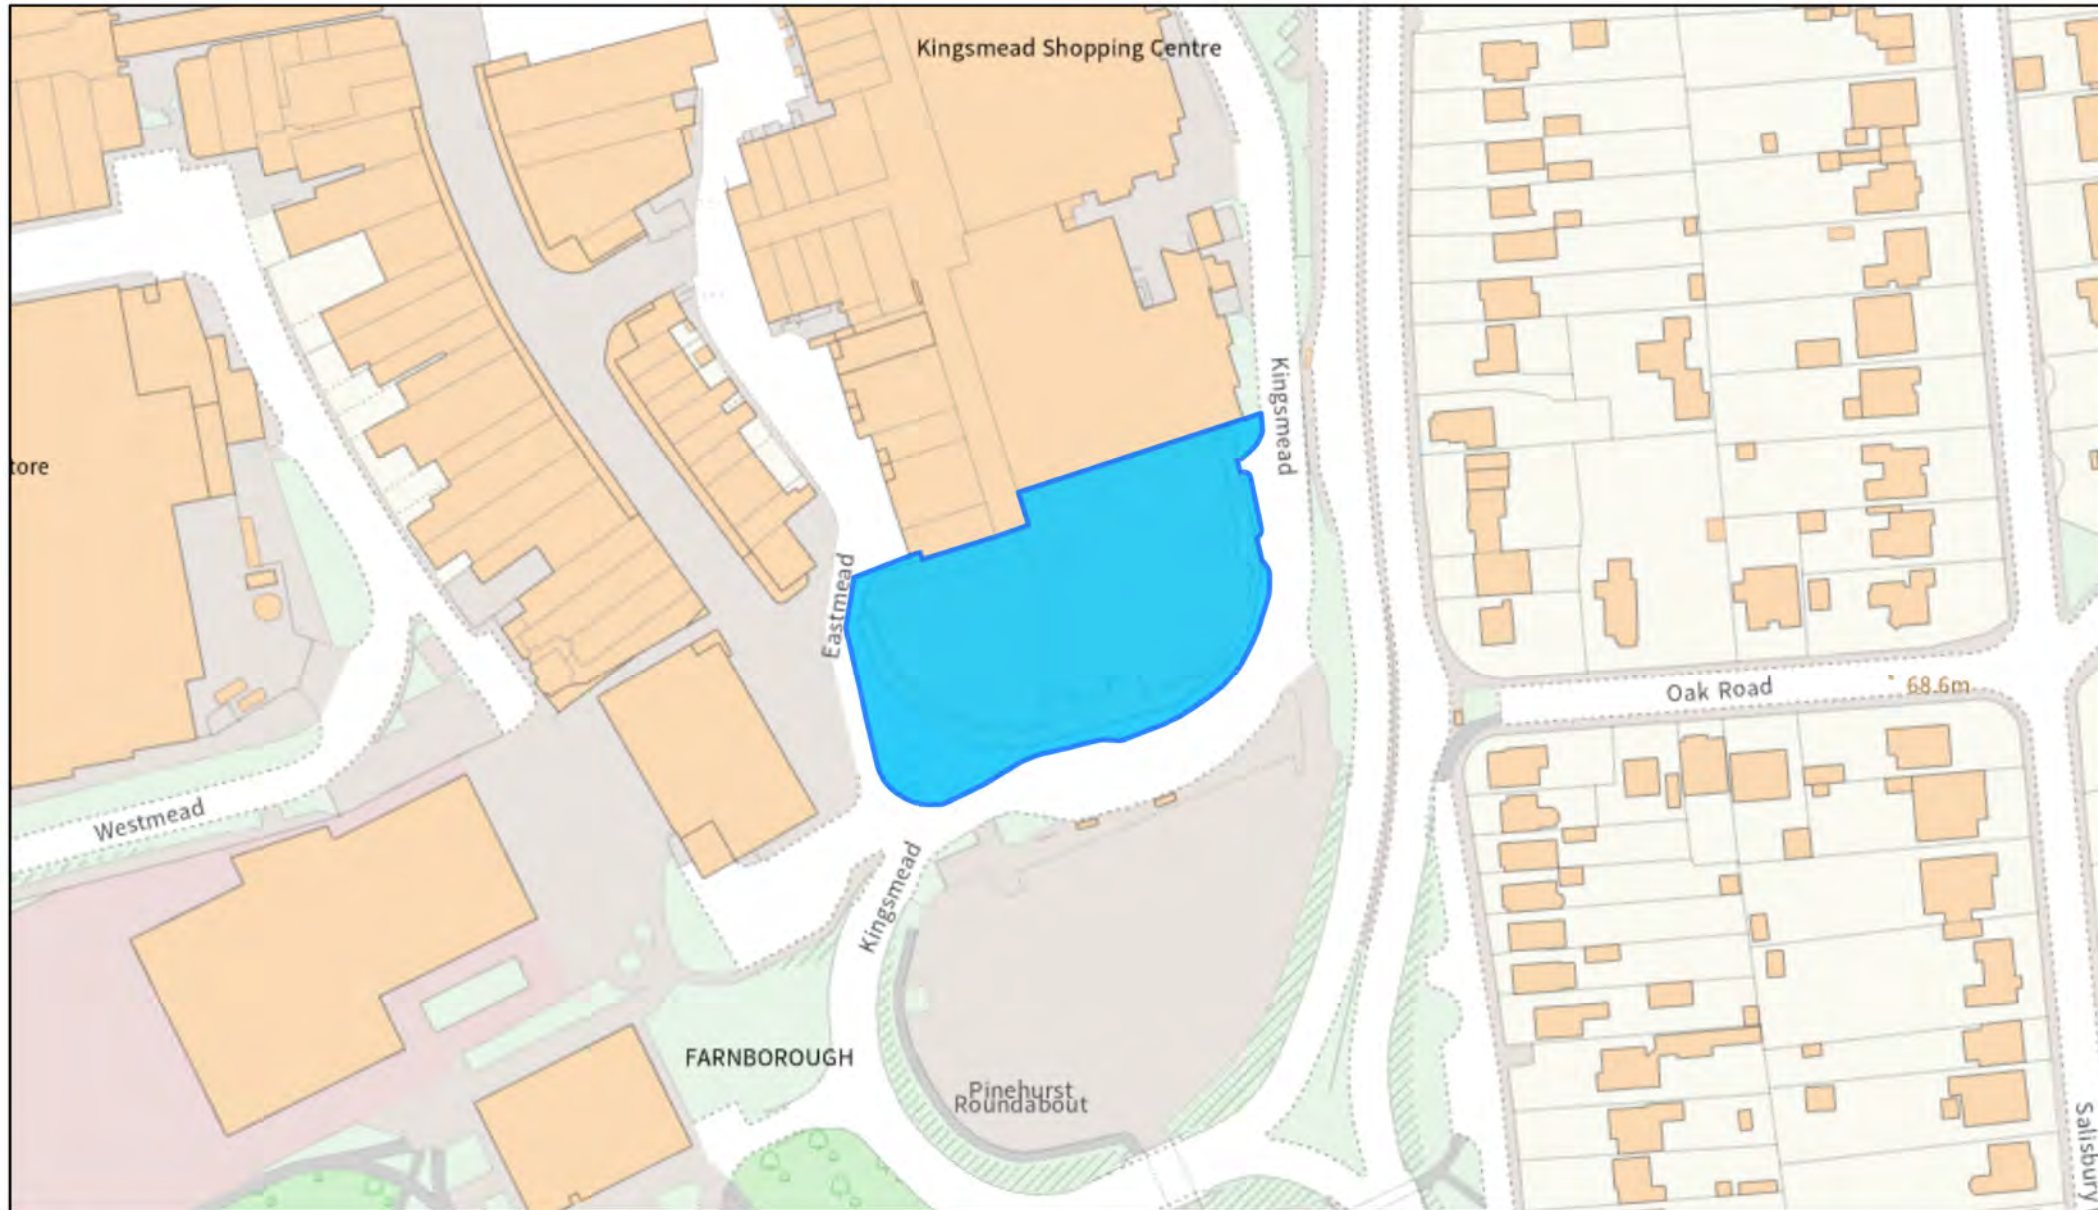 Kingsmead Shopping Centre
Kingsmead
tore
Eastmead
Oak Road
68.6m
Westmead
Kingsmead
FARNBOROUGH
Pinehurst
Roundabout
Salisbury